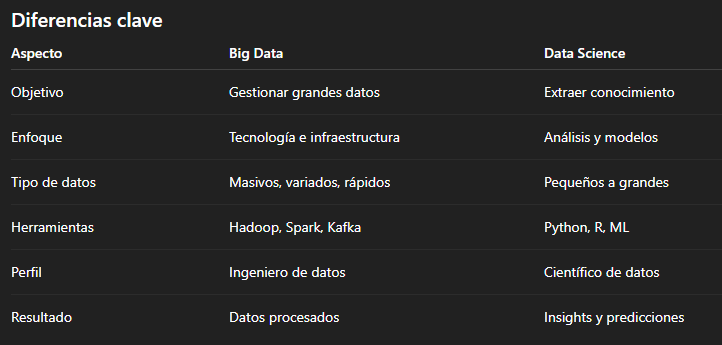 Diferencias clave
Aspecto Big Data Data Science
Objetivo Gestionar grandes datos Extraer conocimiento
Enfoque Tecnología e infraestructura Análisis y modelos
Tipo de datos Masivos, variados, rápidos Pequeños a grandes
Herramientas Hadoop, Spark, Kafka Python, R, ML
Perfil Ingeniero de datos Científico de datos
Resultado Datos procesados Insights y predicciones